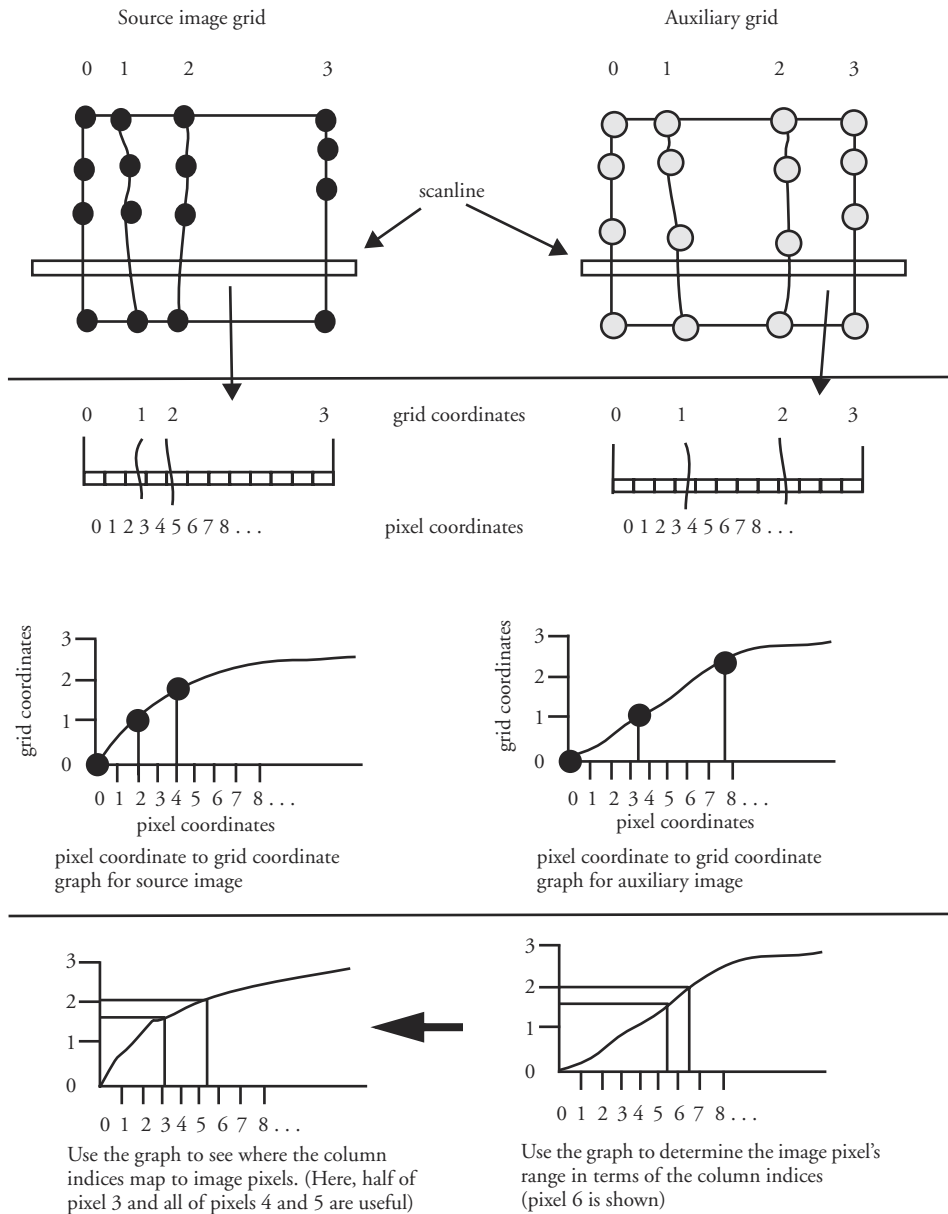 Source image grid
Auxiliary grid
0 1 2 3
0 1 2 3
scanline
0 1 2 3
grid coordinates
0 1 2 3
0 1 2 3 4 5 6 7 8 . . .
pixel coordinates
0 1 2 3 4 5 6 7 8 . . .
grid coordinates
3
2
1
0
0 1 2 3 4 5 6 7 8 . . .
pixel coordinates
pixel coordinate to grid coordinate
graph for source image
grid coordinates
3
2
1
0
0 1 2 3 4 5 6 7 8 . . .
pixel coordinates
pixel coordinate to grid coordinate
graph for auxiliary image
3
2
1
0
0 1 2 3 4 5 6 7 8 . . .
Use the graph to see where the column
indices map to image pixels. (Here, half of
pixel 3 and all of pixels 4 and 5 are useful)
3
2
1
0
0 1 2 3 4 5 6 7 8 . . .
Use the graph to determine the image pixel's
range in terms of the column indices
(pixel 6 is shown)